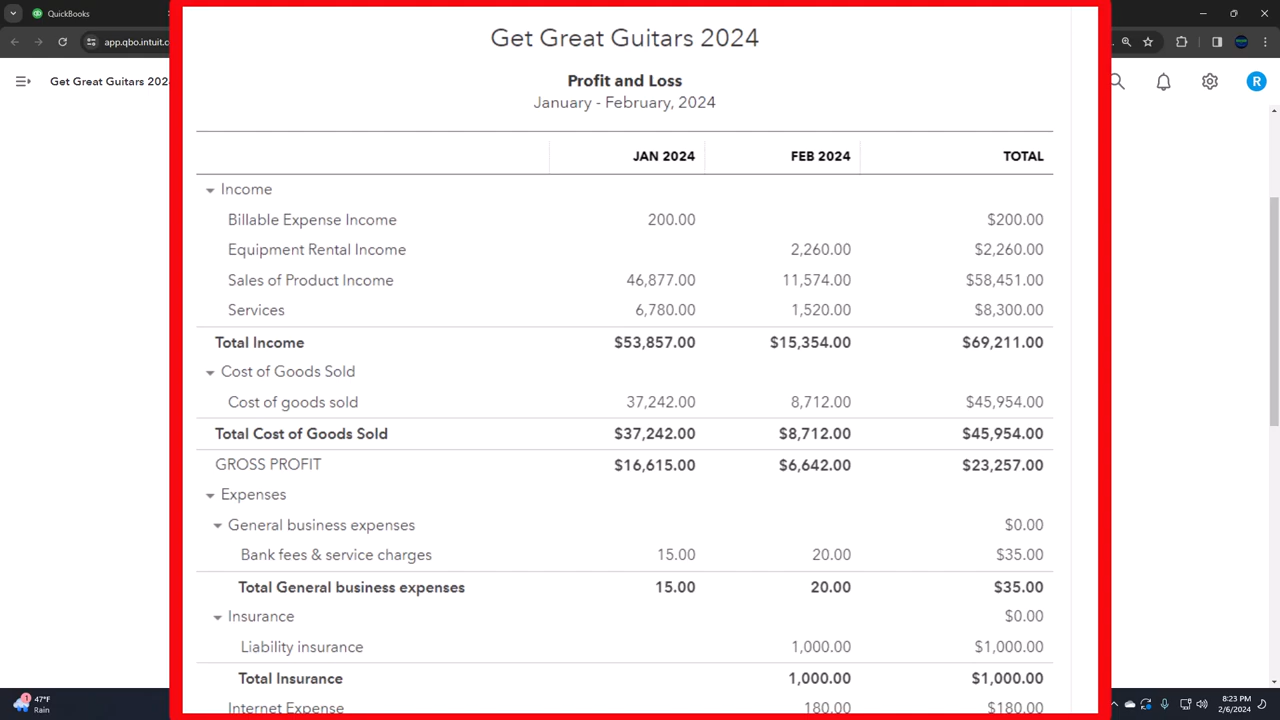 QuickBooks
app.qbo.intuit.c
Get Great Guitars 202
R
Get Great Guitars 2024
Profit and Loss
January - February, 2024
JAN 2024 FEB 2024 TOTAL
Income
Billable Expense Income 200.00 $200.00
Equipment Rental Income 2,260.00 $2,260.00
Sales of Product Income 46,877.00 11,574.00 $58,451.00
Services 6,780.00 1,520.00 $8,300.00
Total Income $53,857.00 $15,354.00 $69,211.00
Cost of Goods Sold
Cost of goods sold 37,242.00 8,712.00 $45,954.00
Total Cost of Goods Sold $37,242.00 $8,712.00 $45,954.00
GROSS PROFIT $16,615.00 $6,642.00 $23,257.00
Expenses
General business expenses $0.00
Bank fees & service charges 15.00 20.00 $35.00
Total General business expenses 15.00 20.00 $35.00
Insurance $0.00
Liability insurance 1,000.00 $1,000.00
Total Insurance 1,000.00 $1,000.00
Internet Expense 180.00 $180.00
1
47°F
Rain
8:23 PM
2/6/2024